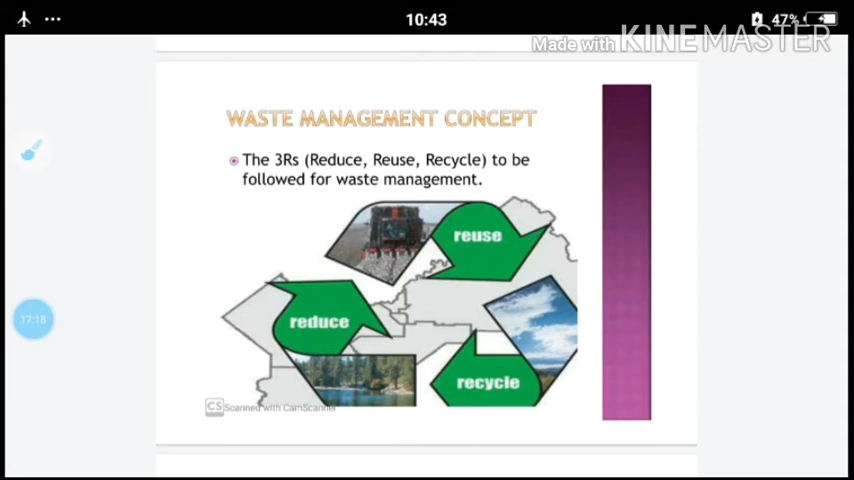 10:43
47%
Made with KINEMASTER
WASTE MANAGEMENT CONCEPT
The 3Rs (Reduce, Reuse, Recycle) to be
followed for waste management.
reuse
reduce
recycle
17:18
CS Scanned with CamScanner